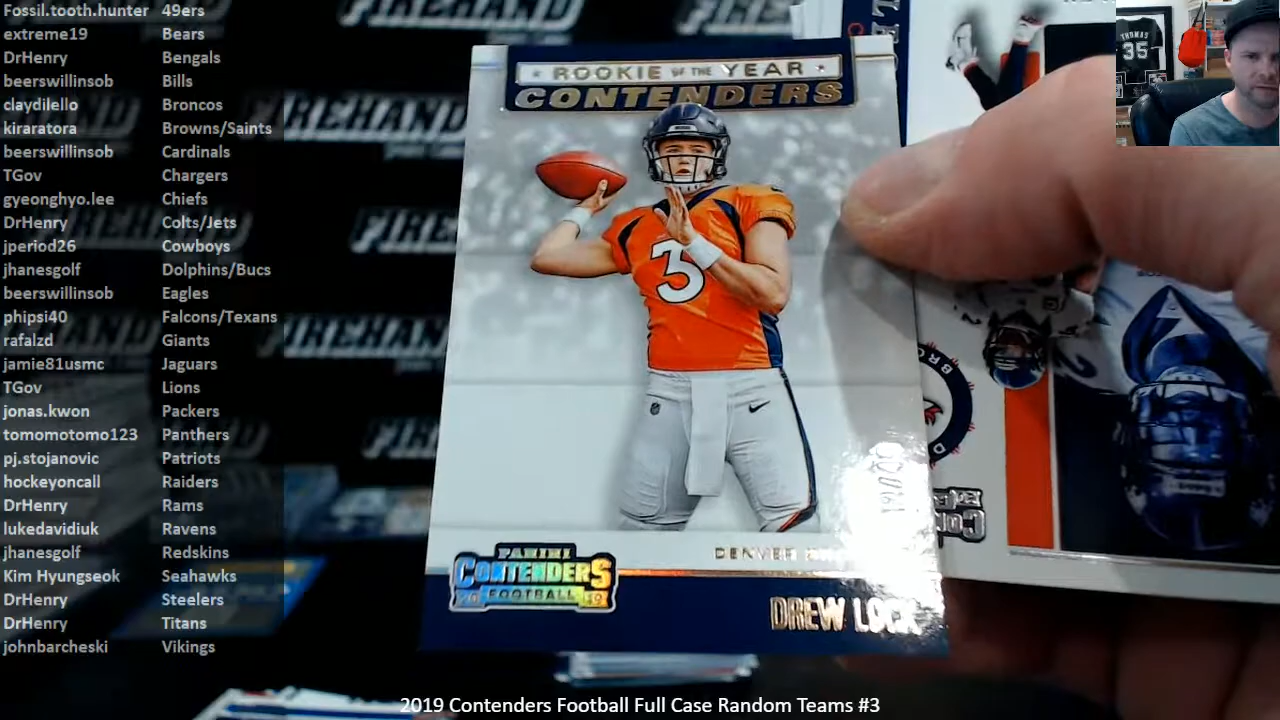 Fossil.tooth.hunter 49ers
extreme19 Bears
DrHenry Bengals
beerswillinsob Bills
claydilello Broncos
kiraratora Browns/Saints
beerswillinsob Cardinals
TGov Chargers
gyeonghyo.lee Chiefs
DrHenry Colts/Jets
jperiod26 Cowboys
jhanesgolf Dolphins/Bucs
beerswillinsob Eagles
phipsi40 Falcons/Texans
rafalzd Giants
jamie81usmc Jaguars
TGov Lions
jonas.kwon Packers
tomomotomo123 Panthers
pj.stojanovic Patriots
hockeyoncall Raiders
DrHenry Rams
lukedavidiuk Ravens
jhanesgolf Redskins
Kim Hyungseok Seahawks
DrHenry Steelers
DrHenry Titans
johnbarcheski Vikings
ROOKIE OF THE YEAR
CONTENDERS
3
DENVER
PANINI
CONTENDERS
FOOTBALL
DREW LOCK
THOMAS
35
FIREHAND
2019 Contenders Football Full Case Random Teams #3